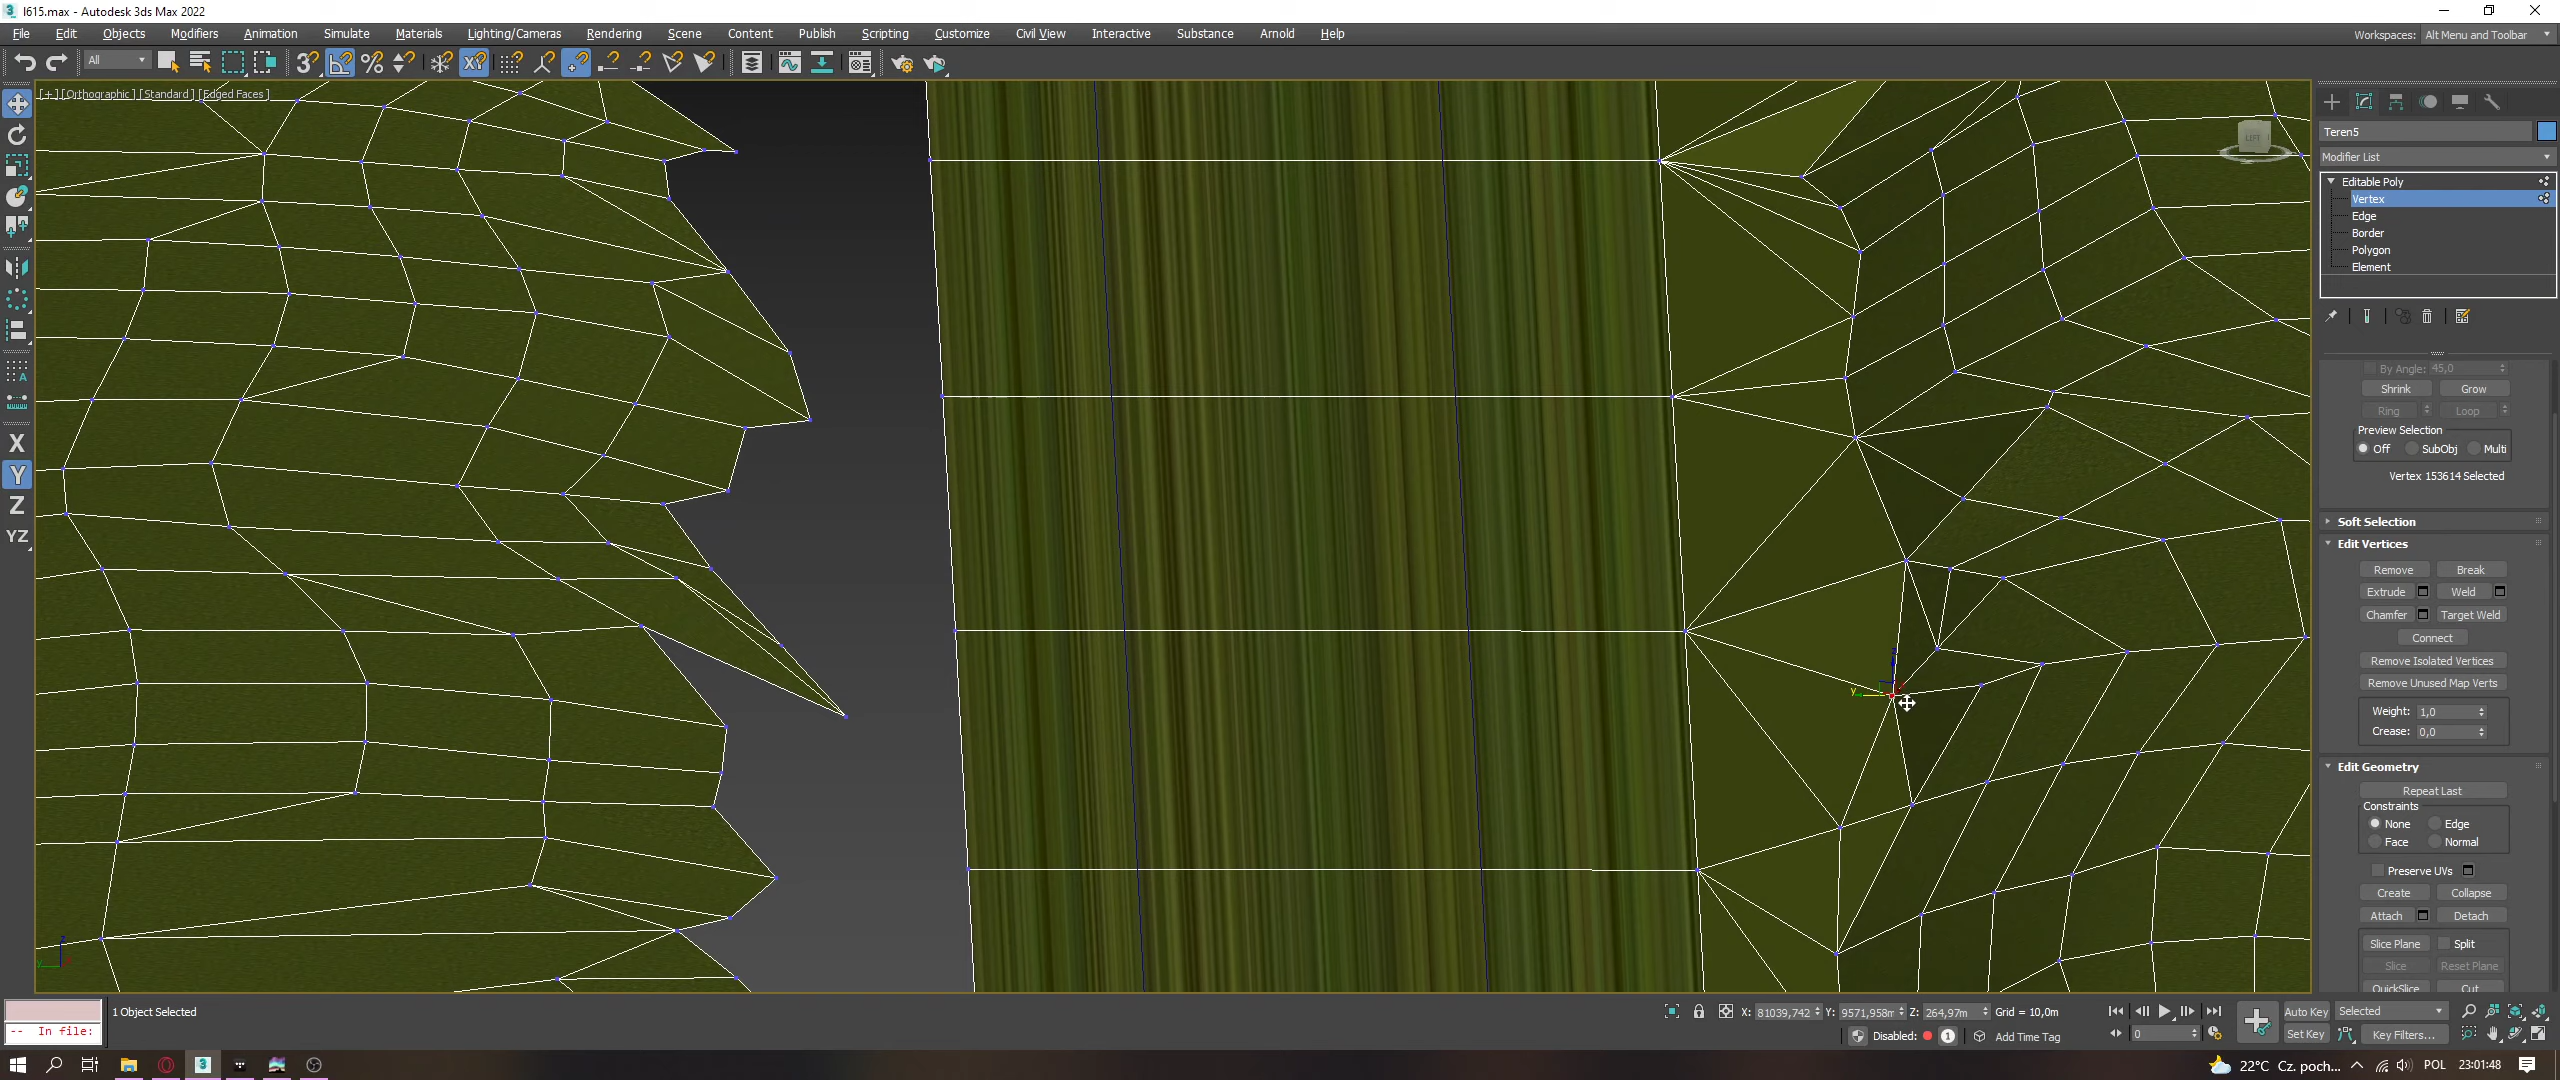 I615.max - Autodesk 3ds Max 2022
File Edit Objects Modifiers Animation Simulate Materials Lighting/Cameras Rendering Scene Content Publish Scripting Customize Civil View Interactive Substance Arnold Help
Workspaces: Alt Menu and Toolbar
All
[+] [Orthographic] [Standard] [Edged Faces]
X
Y
Z
YZ
LEFT
Teren5
Modifier List
Editable Poly
Vertex
Edge
Border
Polygon
Element
By Angle: 45,0
Shrink Grow
Ring Loop
Preview Selection
Off SubObj Multi
Vertex 153614 Selected
Soft Selection
Edit Vertices
Remove Break
Extrude Weld
Chamfer Target Weld
Connect
Remove Isolated Vertices
Remove Unused Map Verts
Weight: 1,0
Crease: 0,0
Edit Geometry
Repeat Last
Constraints
None Edge
Face Normal
Preserve UVs
Create Collapse
Attach Detach
Slice Plane Split
Slice Reset Plane
QuickSlice Cut
y
z
y
-- In file:
1 Object Selected
X: 81039,742 Y: 9571,958m Z: 264,97m Grid = 10,0m
Disabled: 1 Add Time Tag
0
Auto Key Selected
Set Key Key Filters...
22°C Cz. poch... POL 23:01:48